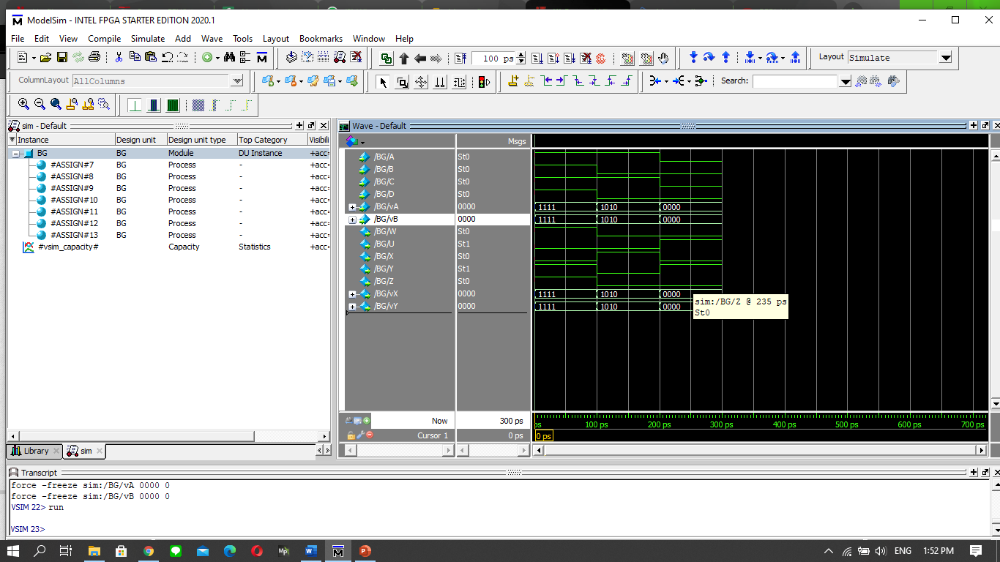 ModelSim - INTEL FPGA STARTER EDITION 2020.1
File Edit View Compile Simulate Add Wave Tools Layout Bookmarks Window Help
100 ps
Layout Simulate
ColumnLayout AllColumns
Search:
sim - Default
Instance Design unit Design unit type Top Category Visibili
BG BG Module DU Instance +acc=
#ASSIGN#7 BG Process - +acc=
#ASSIGN#8 BG Process - +acc=
#ASSIGN#9 BG Process - +acc=
#ASSIGN#10 BG Process - +acc=
#ASSIGN#11 BG Process - +acc=
#ASSIGN#12 BG Process - +acc=
#ASSIGN#13 BG Process - +acc=
#vsim_capacity# Capacity Statistics +acc=
Library sim
Wave - Default
Msgs
/BG/A St0
/BG/B St0
/BG/C St0
/BG/D St0
/BG/vA 0000 1111 1010 0000
/BG/vB 0000 1111 1010 0000
/BG/W St0
/BG/U St1
/BG/X St0
/BG/Y St1
/BG/Z St0
/BG/vX 0000 1111 1010 0000
/BG/vY 0000 1111 1010 0000
sim:/BG/Z @ 235 ps
St0
Now 300 ps
ps 100 ps 200 ps 300 ps 400 ps 500 ps 600 ps 700 ps
Cursor 1 0 ps 0 ps
Transcript
force -freeze sim:/BG/vA 0000 0
force -freeze sim:/BG/vB 0000 0
VSIM 22> run
VSIM 23>
ENG 1:52 PM